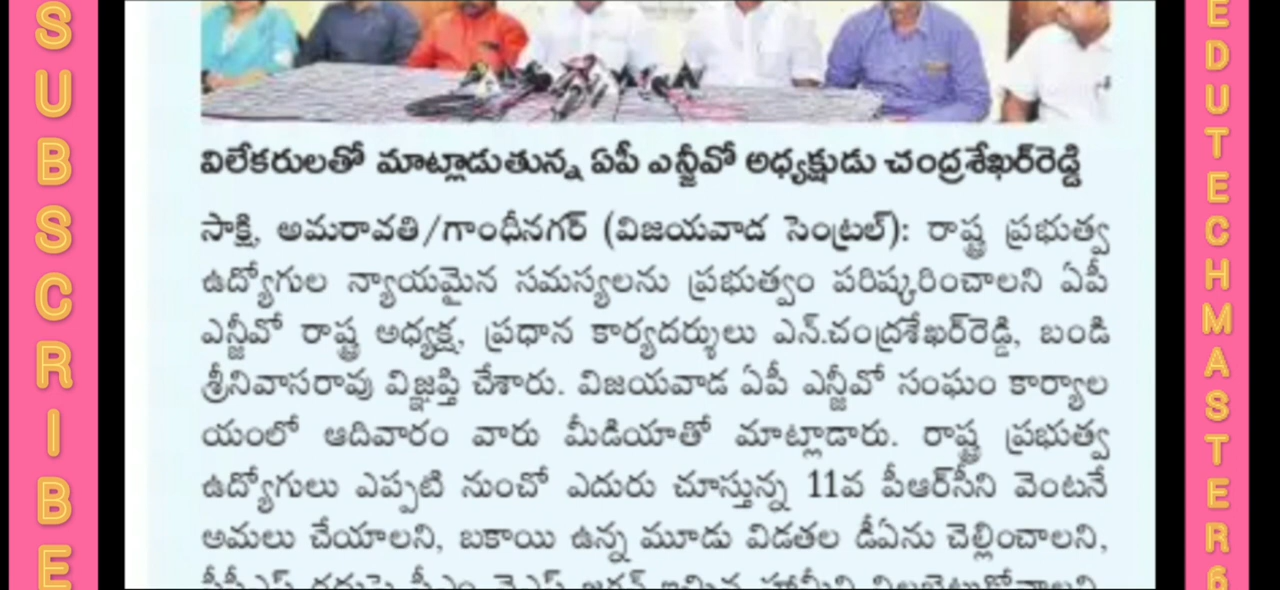 SUBSCRIBE
విలేకరులతో మాట్లాడుతున్న ఏపీ ఎన్జీవో అధ్యక్షుడు చంద్రశేఖర్‌రెడ్డి
సాక్షి, అమరావతి/గాంధీనగర్ (విజయవాడ సెంట్రల్): రాష్ట్ర ప్రభుత్వ
ఉద్యోగుల న్యాయమైన సమస్యలను ప్రభుత్వం పరిష్కరించాలని ఏపీ
ఎన్జీవో రాష్ట్ర అధ్యక్ష, ప్రధాన కార్యదర్శులు ఎన్.చంద్రశేఖర్‌రెడ్డి, బండి
శ్రీనివాసరావు విజ్ఞప్తి చేశారు. విజయవాడ ఏపీ ఎన్జీవో సంఘం కార్యాల
యంలో ఆదివారం వారు మీడియాతో మాట్లాడారు. రాష్ట్ర ప్రభుత్వ
ఉద్యోగులు ఎప్పటి నుంచో ఎదురు చూస్తున్న 11వ పీఆర్‌సీని వెంటనే
అమలు చేయాలని, బకాయి ఉన్న మూడు విడతల డీఏను చెల్లించాలని,
EDUTECHMASTER6